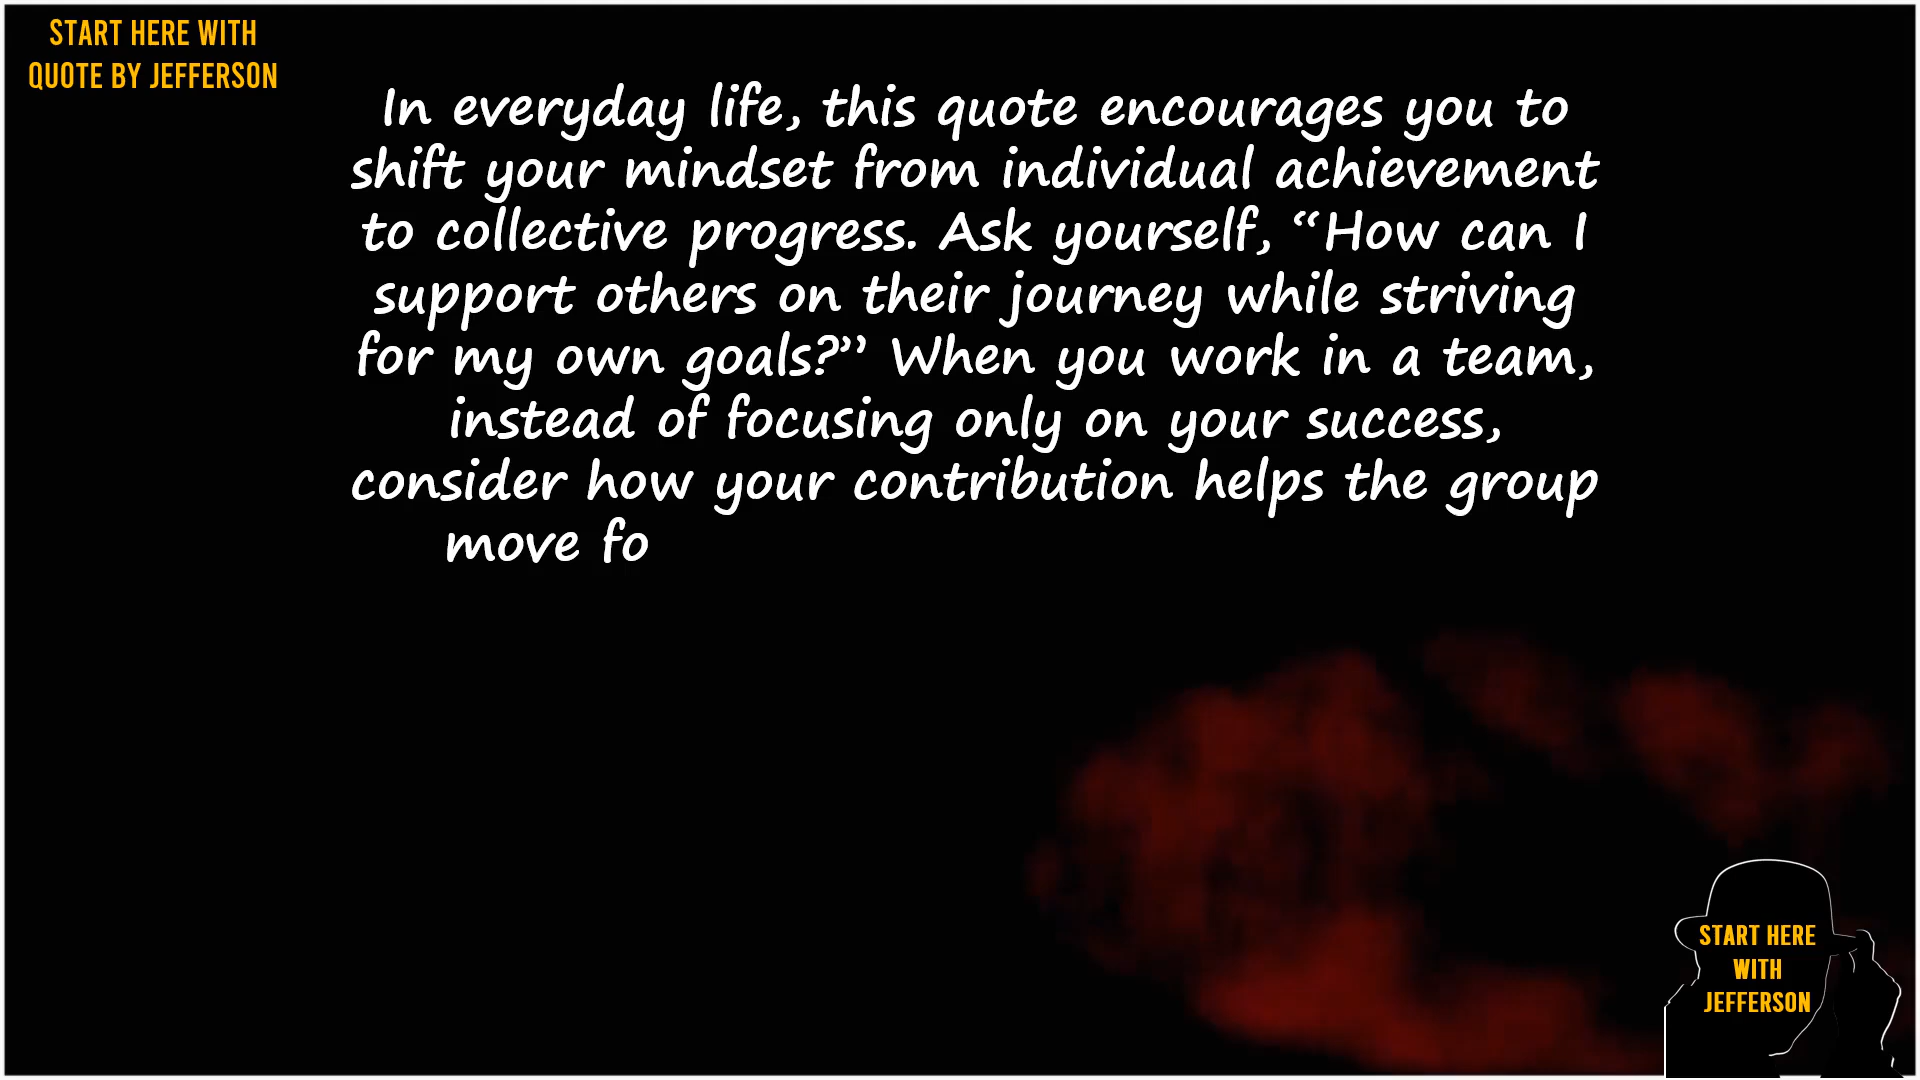 START HERE WITH
QUOTE BY JEFFERSON
In everyday life, this quote encourages you to
shift your mindset from individual achievement
to collective progress. Ask yourself, “How can I
support others on their journey while striving
for my own goals?” When you work in a team,
instead of focusing only on your success,
consider how your contribution helps the group
move fo
START HERE
WITH
JEFFERSON